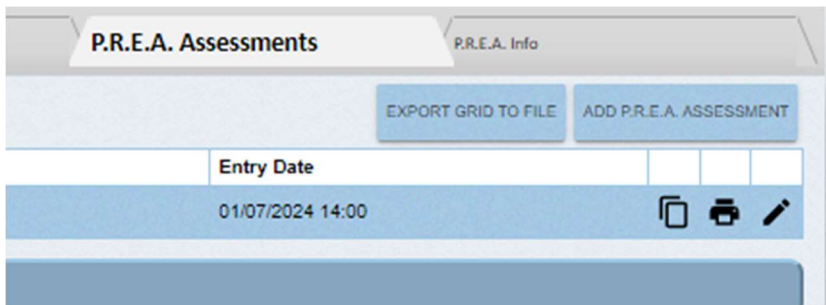 P.R.E.A. Assessments
P.R.E.A. Info
EXPORT GRID TO FILE
ADD P.R.E.A. ASSESSMENT
Entry Date
01/07/2024 14:00